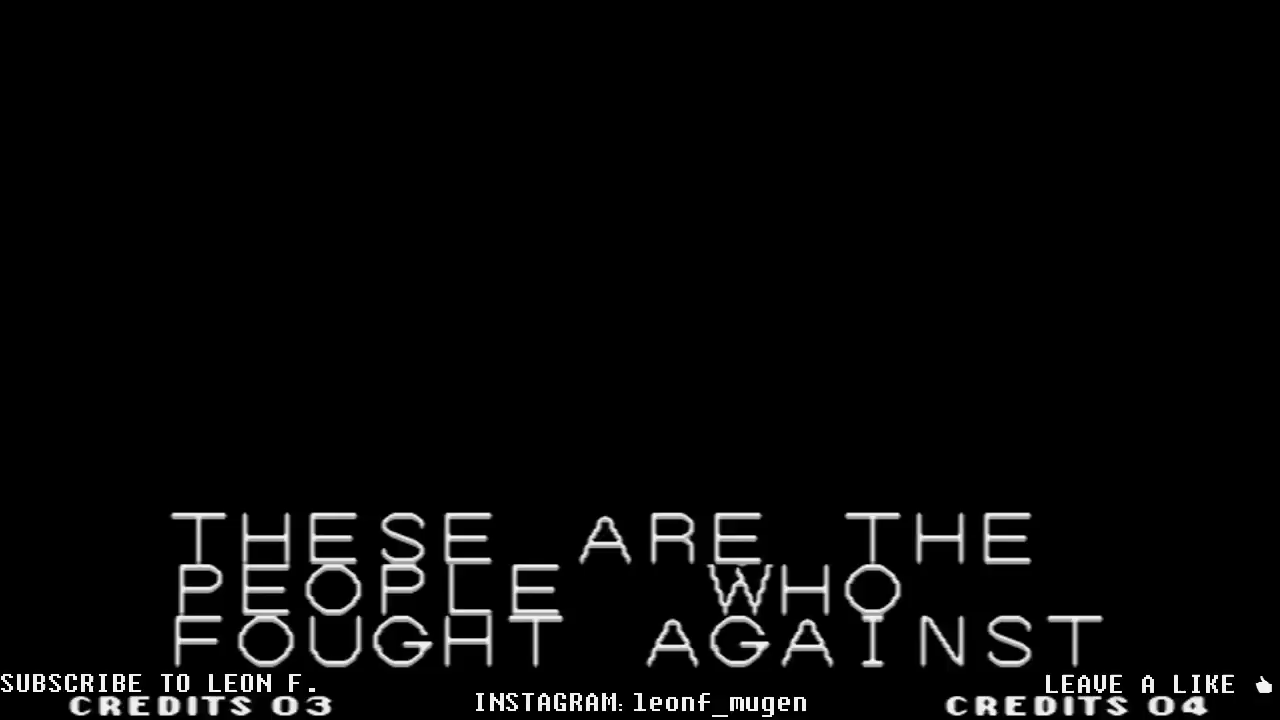 THESE ARE THE
PEOPLE WHO
FOUGHT AGAINST
SUBSCRIBE TO LEON F.
LEAVE A LIKE
CREDITS 03
INSTAGRAM: leonf_mugen
CREDITS 04